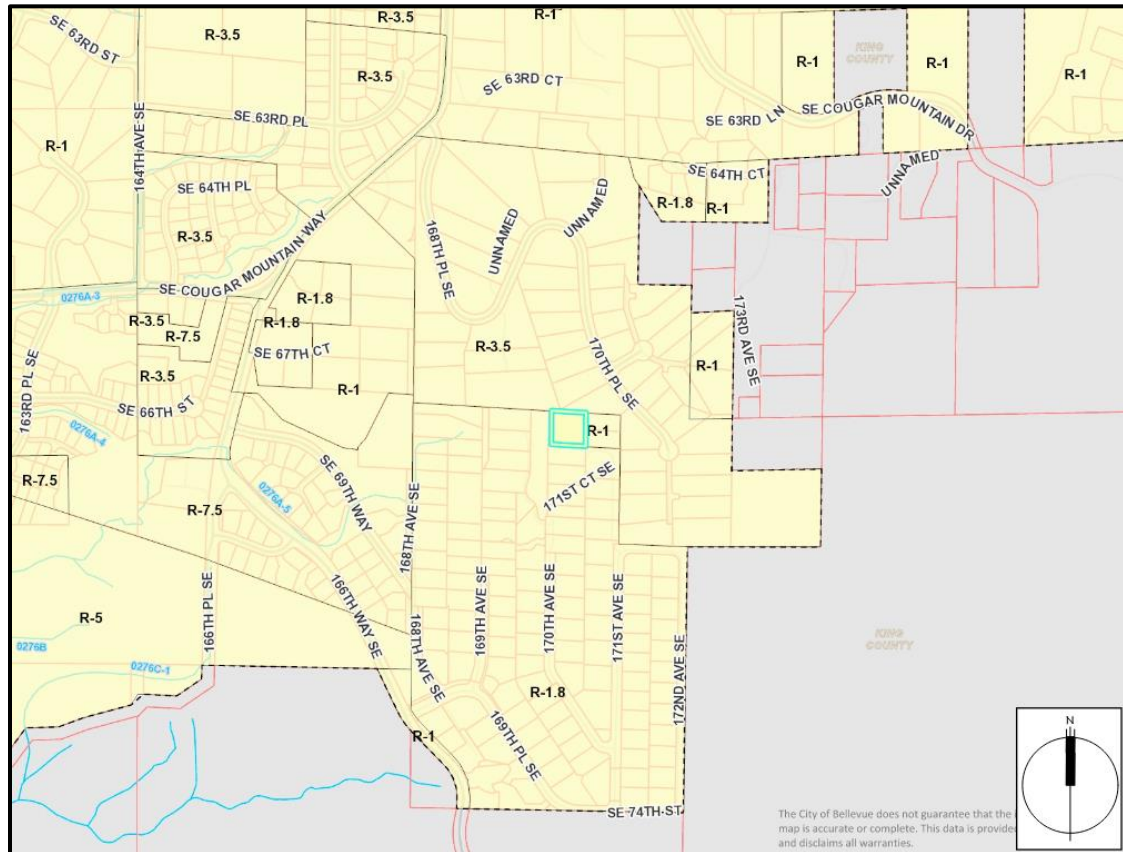 SE 63RD ST
R-3.5
R-3.5
R-3.5
R-1
SE 63RD CT
R-1
KING
COUNTY
R-1
R-1
SE 63RD PL
SE 63RD LN
SE COUGAR MOUNTAIN DR
R-1
164TH AVE SE
SE 64TH PL
R-3.5
SE COUGAR MOUNTAIN WAY
SE 64TH CT
R-1.8
R-1
UNNAMED
168TH PL SE
UNNAMED
UNNAMED
0276A-3
R-1.8
R-3.5
R-7.5
R-1.8
SE 67TH CT
R-3.5
170TH PL SE
R-1
173RD AVE SE
163RD PL SE
R-3.5
SE 66TH ST
R-1
0276A-4
R-1
R-7.5
SE 69TH WAY
168TH AVE SE
171ST CT SE
0276A-5
R-7.5
R-5
166TH PL SE
166TH WAY SE
168TH AVE SE
169TH AVE SE
170TH AVE SE
171ST AVE SE
172ND AVE SE
KING
COUNTY
0276B
0276C-1
R-1.8
R-1
169TH PL SE
SE 74TH ST
N
The City of Bellevue does not guarantee that the
map is accurate or complete. This data is provide
and disclaims all warranties.